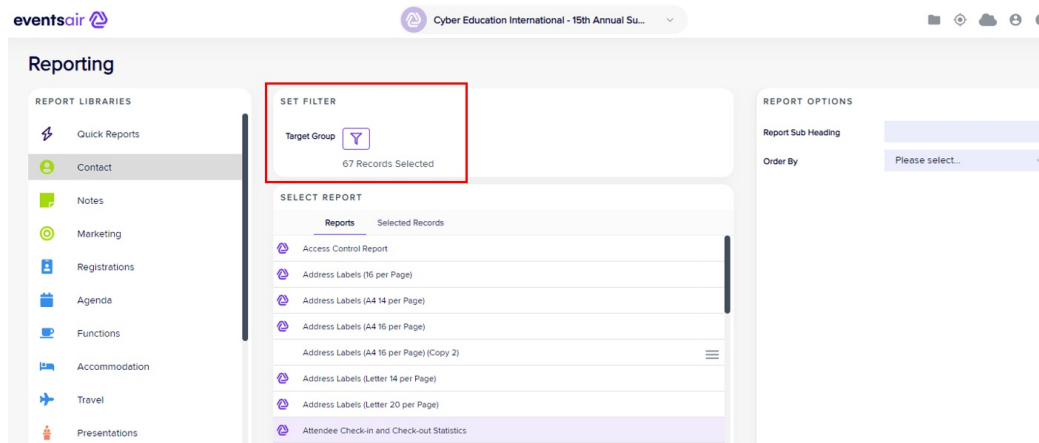 eventsair
Cyber Education International - 15th Annual Su...
Reporting
REPORT LIBRARIES
Quick Reports
Contact
Notes
Marketing
Registrations
Agenda
Functions
Accommodation
Travel
Presentations
SET FILTER
Target Group
67 Records Selected
SELECT REPORT
Reports Selected Records
Access Control Report
Address Labels (16 per Page)
Address Labels (A4 14 per Page)
Address Labels (A4 16 per Page)
Address Labels (A4 16 per Page) (Copy 2)
Address Labels (Letter 14 per Page)
Address Labels (Letter 20 per Page)
Attendee Check-in and Check-out Statistics
REPORT OPTIONS
Report Sub Heading
Order By Please select...